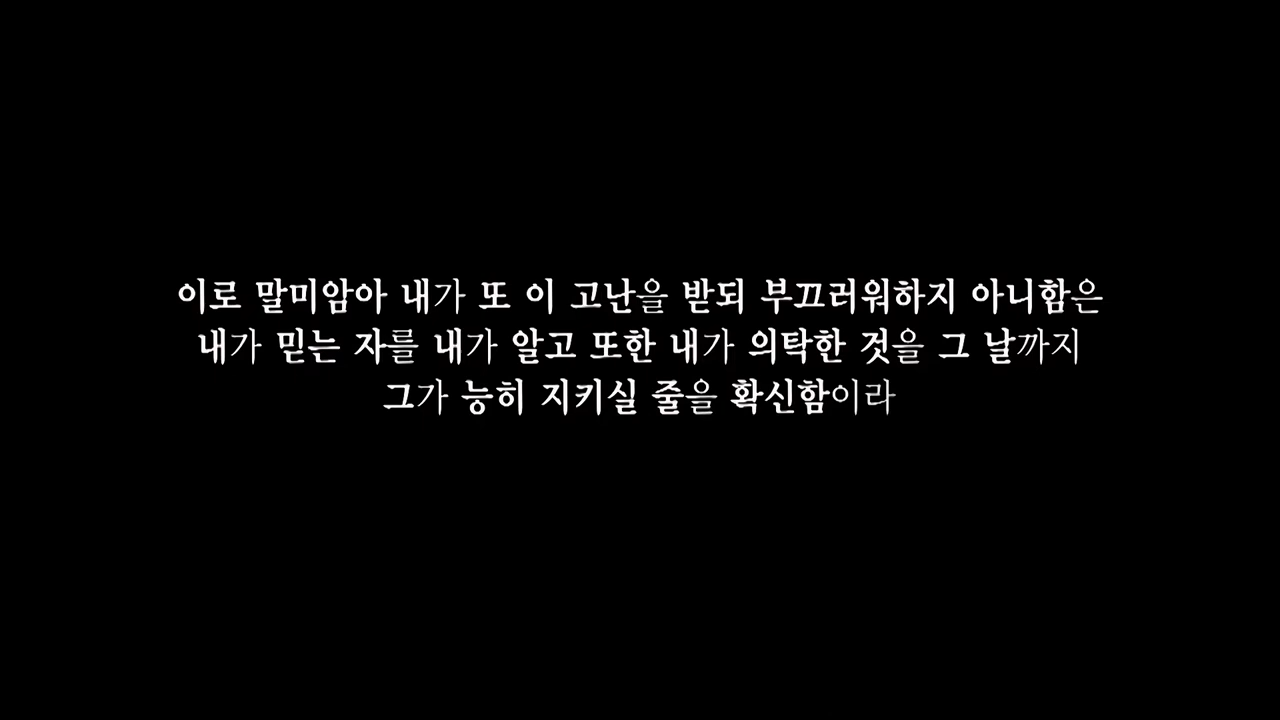 이로 말미암아 내가 또 이 고난을 받되 부끄러워하지 아니함은
내가 믿는 자를 내가 알고 또한 내가 의탁한 것을 그 날까지
그가 능히 지키실 줄을 확신함이라